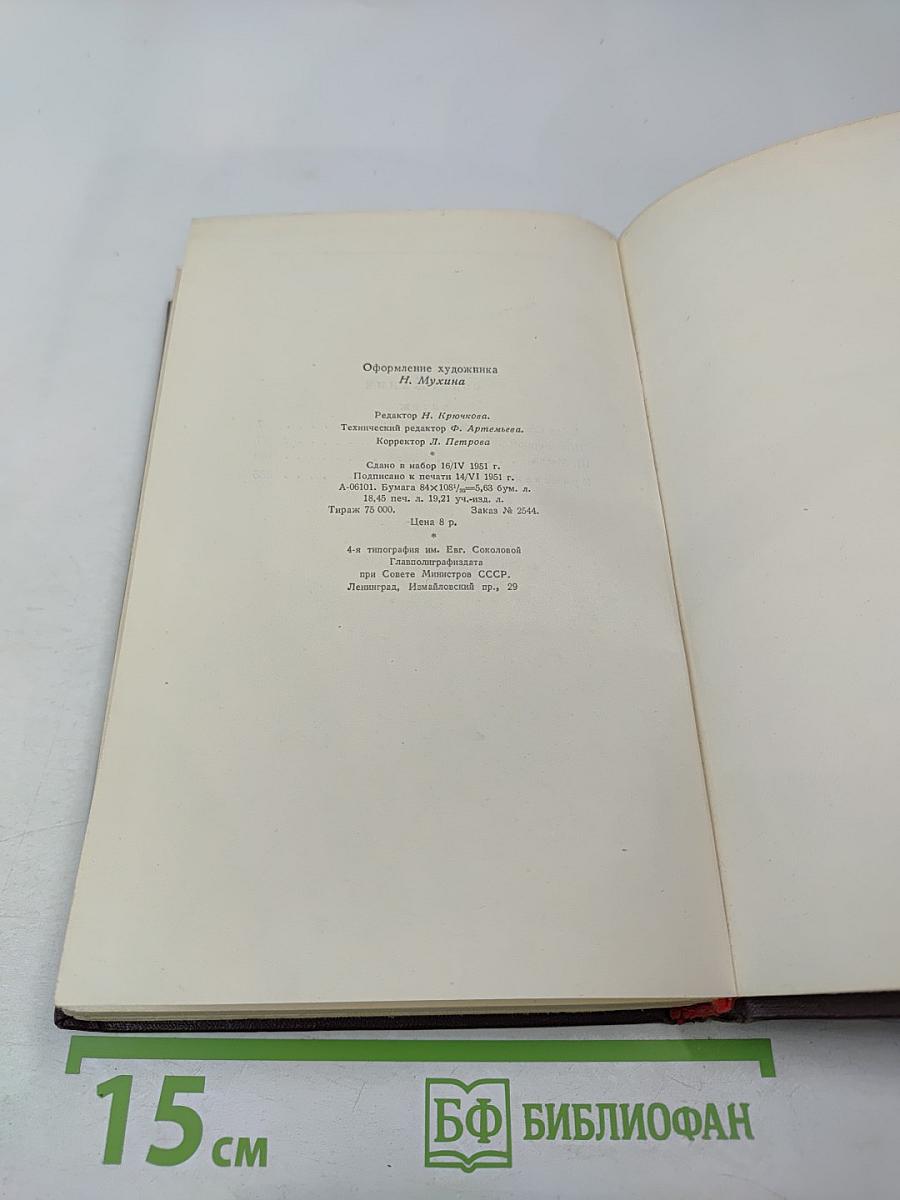 Оформление художника
Н. Мухина
Редактор Н. Крючкова.
Технический редактор Ф. Артемьева.
Корректор Л. Петрова
*
Сдано в набор 16/IV 1951 г.
Подписано к печати 14/VI 1951 г.
А-06101. Бумага 84×108¹/₃₂=5,63 бум. л.
18,45 печ. л. 19,21 уч.-изд. л.
Тираж 75 000. Заказ № 2544.
Цена 8 р.
*
4-я типография им. Евг. Соколовой
Главполиграфиздата
при Совете Министров СССР.
Ленинград, Измайловский пр., 29
15 см
БФ БИБЛИОФАН